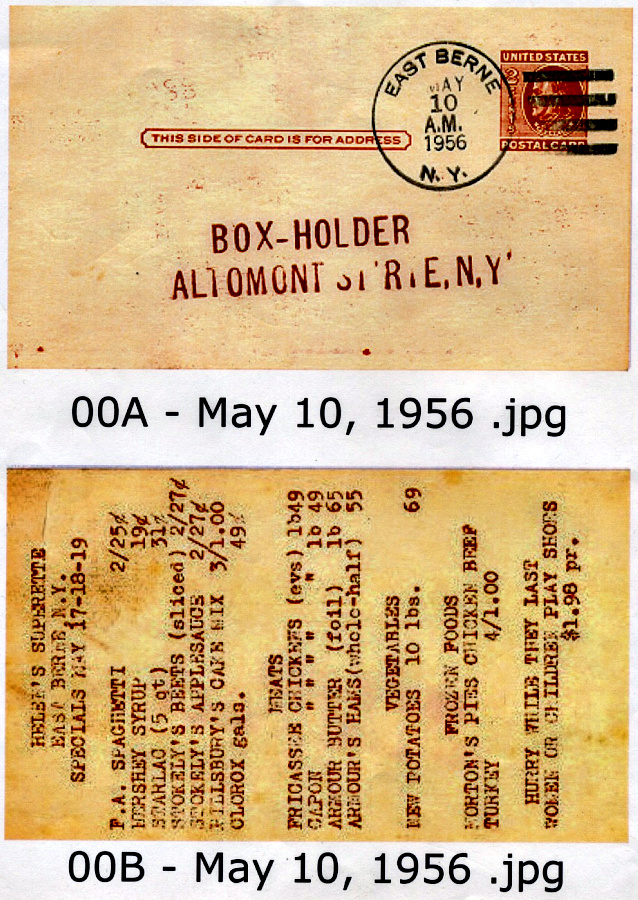 EAST BERNE
MAY
10
A.M.
1956
N.Y.
UNITED STATES
POSTAL CARD
THIS SIDE OF CARD IS FOR ADDRESS
BOX-HOLDER
ALTOMONT N,Y
00A - May 10, 1956 .jpg
HELEN'S SUPERETTE
EAST BERNE N.Y.
SPECIALS MAY 17-18-19
F.A. SPAGHETTI 2/25¢
HERSHEY SYRUP 19¢
STARLAC (5 qt) 31¢
STOKELY'S BEETS (sliced) 2/27¢
STOKELY'S APPLESAUCE 2/27¢
PILLSBURY'S CAKE MIX 3/1.00
CLOROX gals. 49¢
MEATS
FRICASSEE CHICKENS (evs) lb49
CAPON " " " " " lb 49
ARMOUR BUTTER (foil) lb 65
ARMOUR'S HAMS(whole-half) 55
VEGETABLES
NEW POTATOES 10 lbs. 69
FROZEN FOODS
MORTON'S PIES CHICKEN BEEF
TURKEY 4/1.00
HURRY WHILE THEY LAST
WOMEN OR CHILDREN PLAY SHOES
$1.98 pr.
00B - May 10, 1956 .jpg